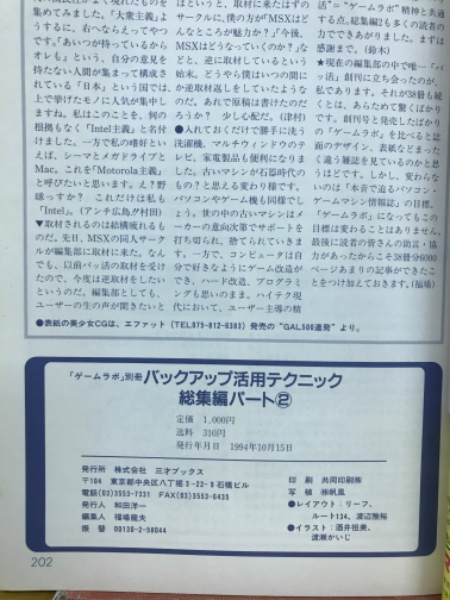 集めてみました。「大衆主義」よ
うするに、右へならえってやつ
です。「あいつが持っているから
オレも」という、自分の意見を
持たない人間が集まって構成さ
れている「日本」という国では、
上で挙げたモノに人気が集中し
ますね。私はこのことを、何の
根拠もなく「Intel主義」と名付
けました。一方で私の嗜好とい
えば、シーマとメガドライブと
Mac。これを「Motorola主義」
と呼びたいと思います。え?野
球っすか? これだけは私も
「Intel」。(アンチ広島!!村田)
▼取材されるのは結構疲れるも
のだ。先日、MSXの同人サーク
ルが編集部に取材に来た。なん
でも、以前バッ活の取材を受け
たので、今度は逆取材をしたい
というのだ。編集部としても、
ユーザーの生の声が聞きたいと
はというと、取材に来たはずの
サークルに、僕の方が「MSXはど
んなところが魅力か?」「今後、
MSXはどうなっていくのか?」な
どと、逆に取材しているという
始末。どうやら僕はいつの間に
か逆取材返しをしていたような
のだ。あれで原稿は書けたのだ
ろうか? 少し心配だ。(津村)
●入れておくだけで勝手に洗う
洗濯機、マルチウィンドウのテ
レビ、家電製品も便利になりま
した。古いマシンが石器時代の
もの?と思える変わり様です。
パソコンやゲーム機も同様でし
ょう。世の中の古いマシンはメ
ーカーの意向次第でサポートを
打ち切られ、捨てられていきま
す。一方で、コンピュータは自
分で好きなようにゲーム改造が
でき、ハード改造、プログラミ
ングも思いのまま。ハイテク現
代において、ユーザー主導の精
活"="ゲームラボ"精神と共通
する点。総集編2も多くの読者の
力でできあがりました。まずは
感謝まで。(鈴木)
★現在の編集部の中で唯一「バ
ッ活」創刊に立ち会ったのが、
私であります。それが38冊も続
くとは、あらためて驚くばかり
です。創刊号と発売したばかり
の「ゲームラボ」を比べると誌
面のデザイン、表紙などまった
く違う雑誌を見ているのかと思
うほどです。しかし、変わらな
いのは「本音で迫るパソコン・
ゲームマシン情報誌」の目標。
「ゲームラボ」になってもこの
目標は変わることはありません。
最後に読者の皆さんの助言・協
力があったからこそ38冊分6000
ページあまりの記事ができたこ
とをつけ加えておきます。(福場)
●表紙の美少女CGは、エファット(TEL075-812-6383)発売の"GAL500連発"より。
「ゲームラボ」別冊 バックアップ活用テクニック
総集編パート②
定価 1,000円
送料 310円
発行年月日 1994年10月15日
発行所 株式会社 三才ブックス
〒104 東京都中央区八丁堀3-22-9 石橋ビル
電話(03)3553-7331 FAX(03)3553-6435
発行人 和田洋一
編集人 福場龍夫
振替 00130-2-58044
印刷 共同印刷㈱
写植 ㈱帆風
●レイアウト:リーフ、
ルート134、渡辺雅裕
●イラスト:酒井祖美、
渡瀬かいじ
202